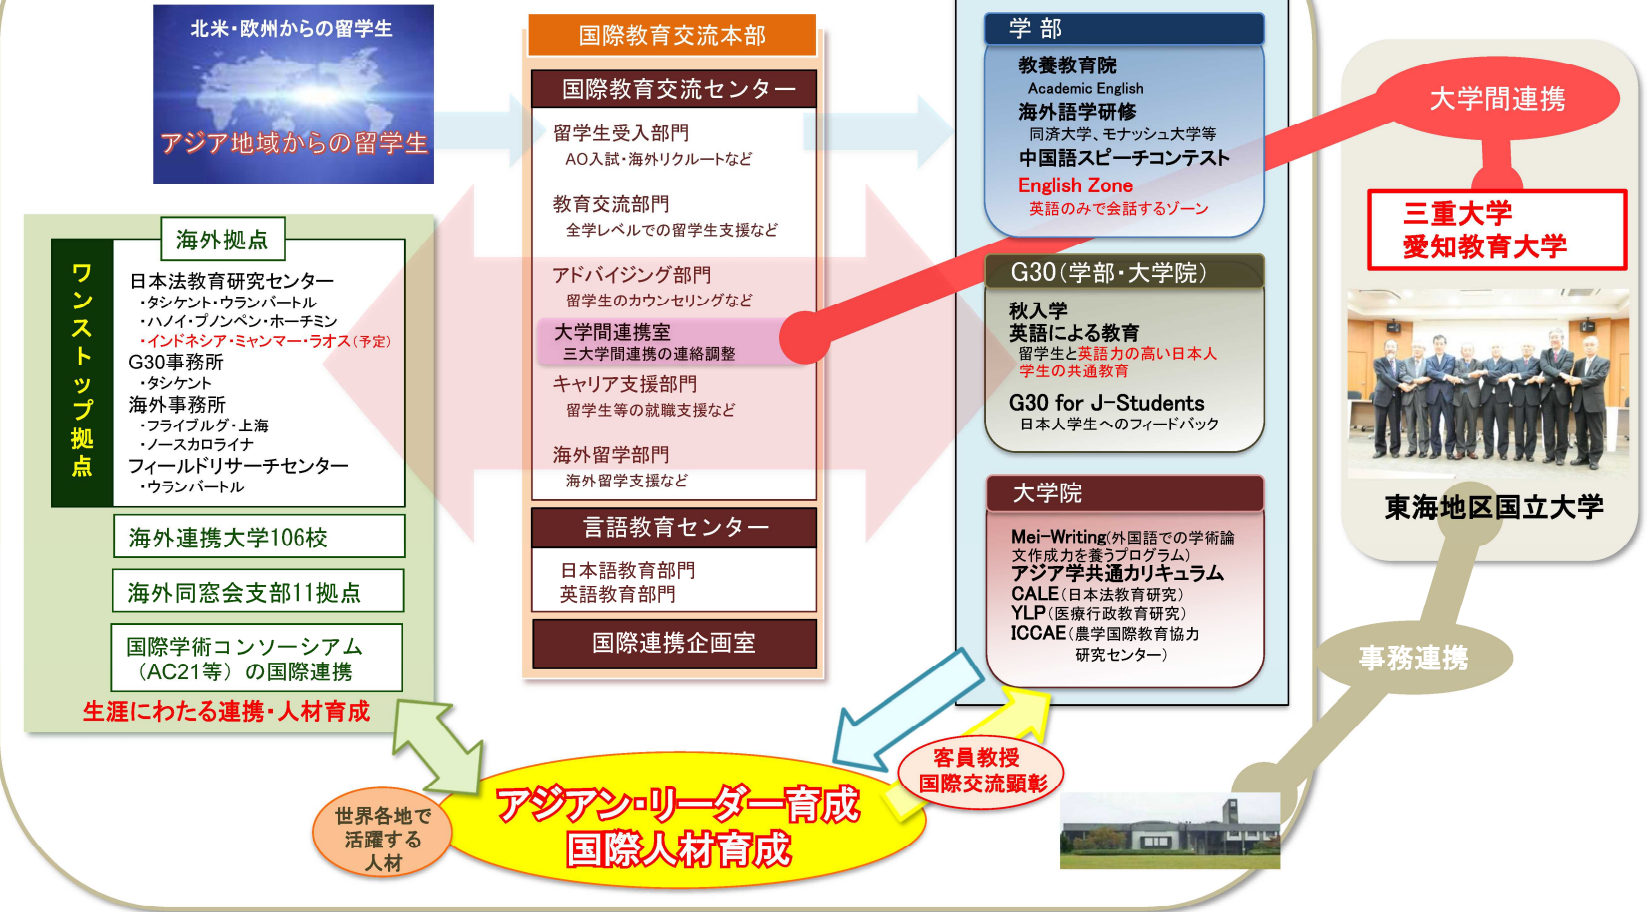 北米・欧州からの留学生
アジア地域からの留学生
海外拠点
ワンストップ拠点
日本法教育研究センター
・タシケント・ウランバートル
・ハノイ・プノンペン・ホーチミン
・インドネシア・ミャンマー・ラオス(予定)
G30事務所
・タシケント
海外事務所
・フライブルグ・上海
・ノースカロライナ
フィールドリサーチセンター
・ウランバートル
海外連携大学106校
海外同窓会支部11拠点
国際学術コンソーシアム
(AC21等）の国際連携
生涯にわたる連携・人材育成
国際教育交流本部
国際教育交流センター
留学生受入部門
AO入試・海外リクルートなど
教育交流部門
全学レベルでの留学生支援など
アドバイジング部門
留学生のカウンセリングなど
大学間連携室
三大学間連携の連絡調整
キャリア支援部門
留学生等の就職支援など
海外留学部門
海外留学支援など
言語教育センター
日本語教育部門
英語教育部門
国際連携企画室
学 部
教養教育院
Academic English
海外語学研修
同済大学、モナッシュ大学等
中国語スピーチコンテスト
English Zone
英語のみで会話するゾーン
G30(学部・大学院)
秋入学
英語による教育
留学生と英語力の高い日本人
学生の共通教育
G30 for J-Students
日本人学生へのフィードバック
大学院
Mei-Writing(外国語での学術論
文作成力を養うプログラム)
アジア学共通カリキュラム
CALE(日本法教育研究)
YLP(医療行政教育研究)
ICCAE(農学国際教育協力
研究センター)
大学間連携
三重大学
愛知教育大学
東海地区国立大学
事務連携
客員教授
国際交流顕彰
世界各地で
活躍する
人材
アジアン・リーダー育成
国際人材育成